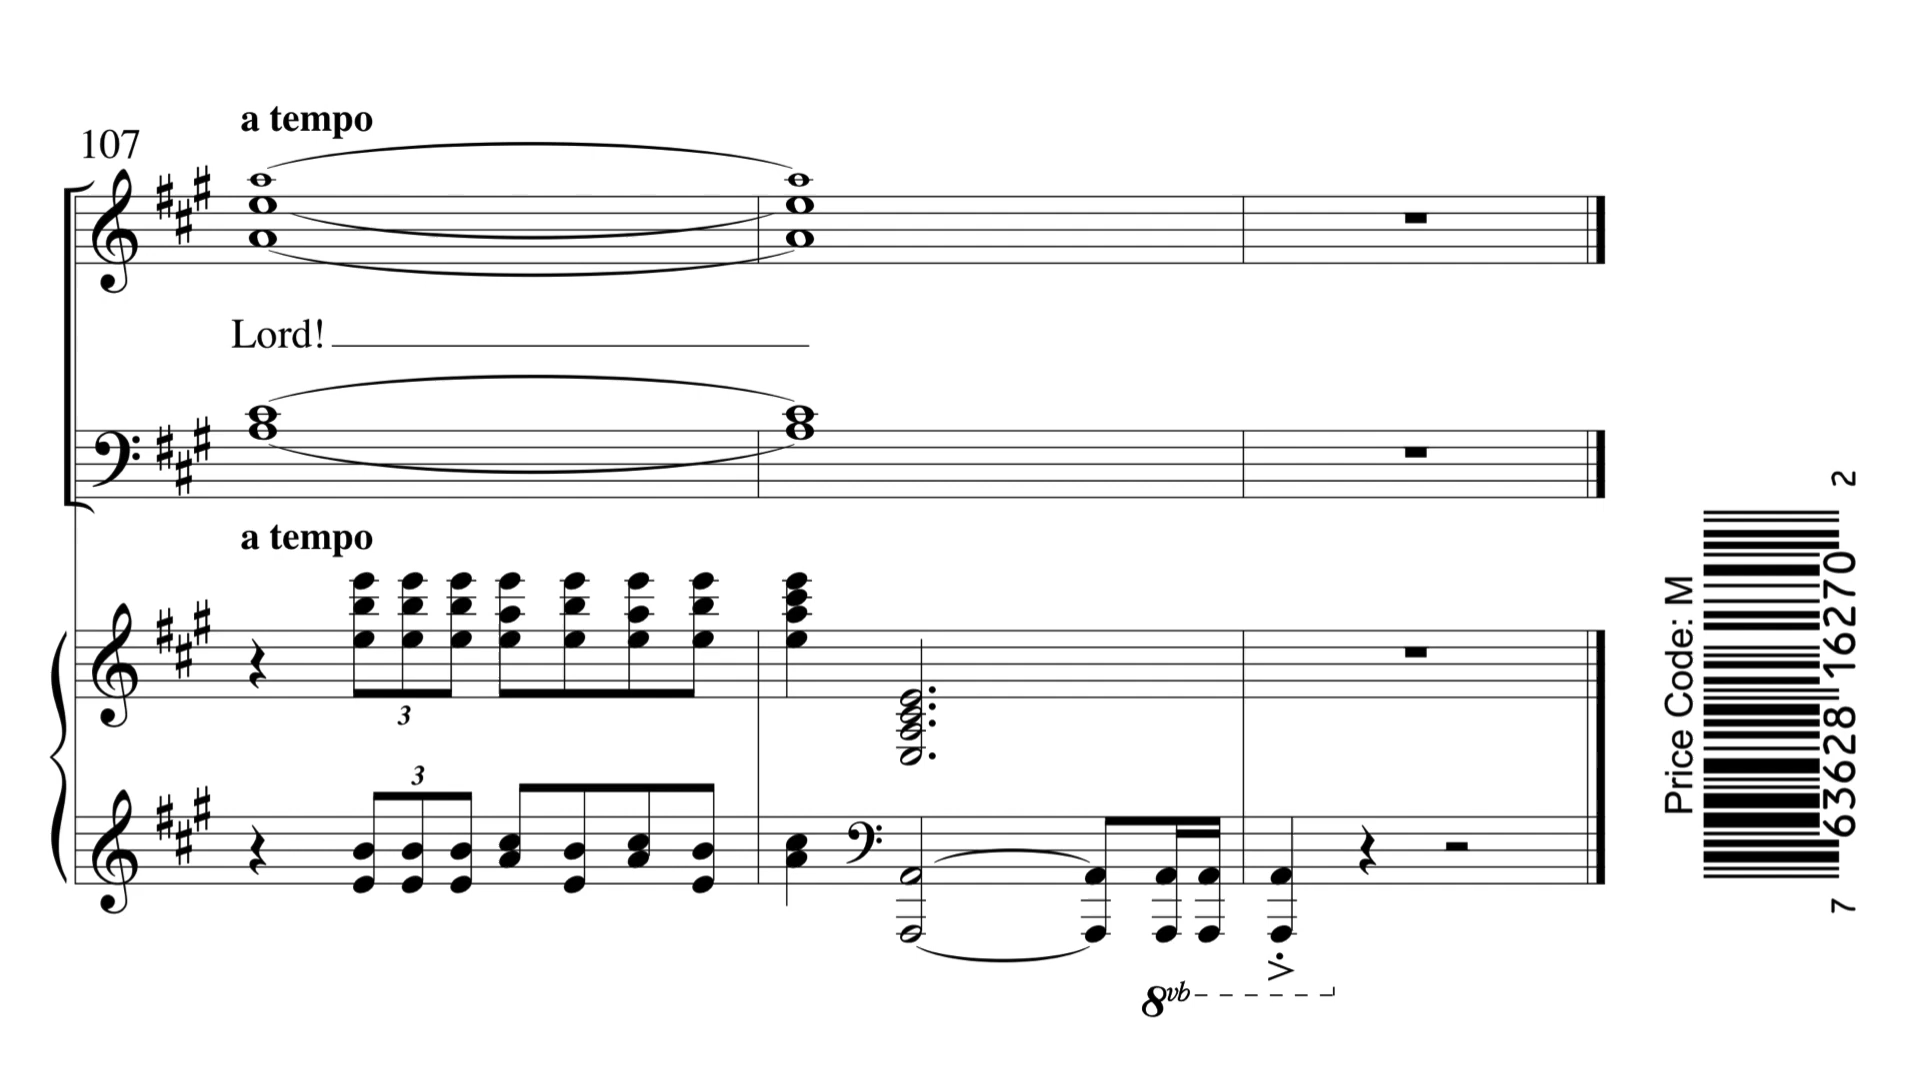 a tempo
107
Lord!
a tempo
3
3
8vb
Price Code: M
7 63628 16270 2